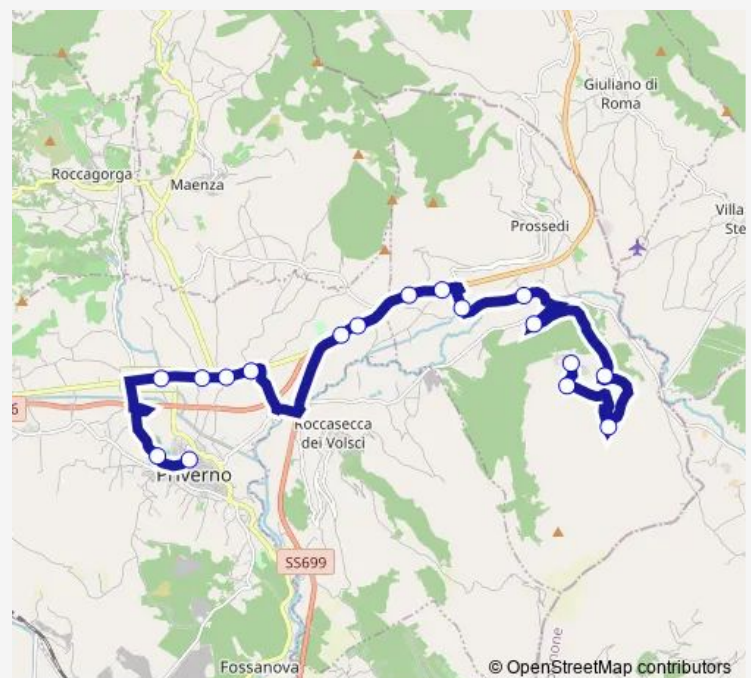 Giuliano di
Roma
Roccagorga
Maenza
Villa
Ste
Prossedi
6
Roccasecca
dei Volsci
Priverno
SS699
Fossanova
© OpenStreetMap contributors